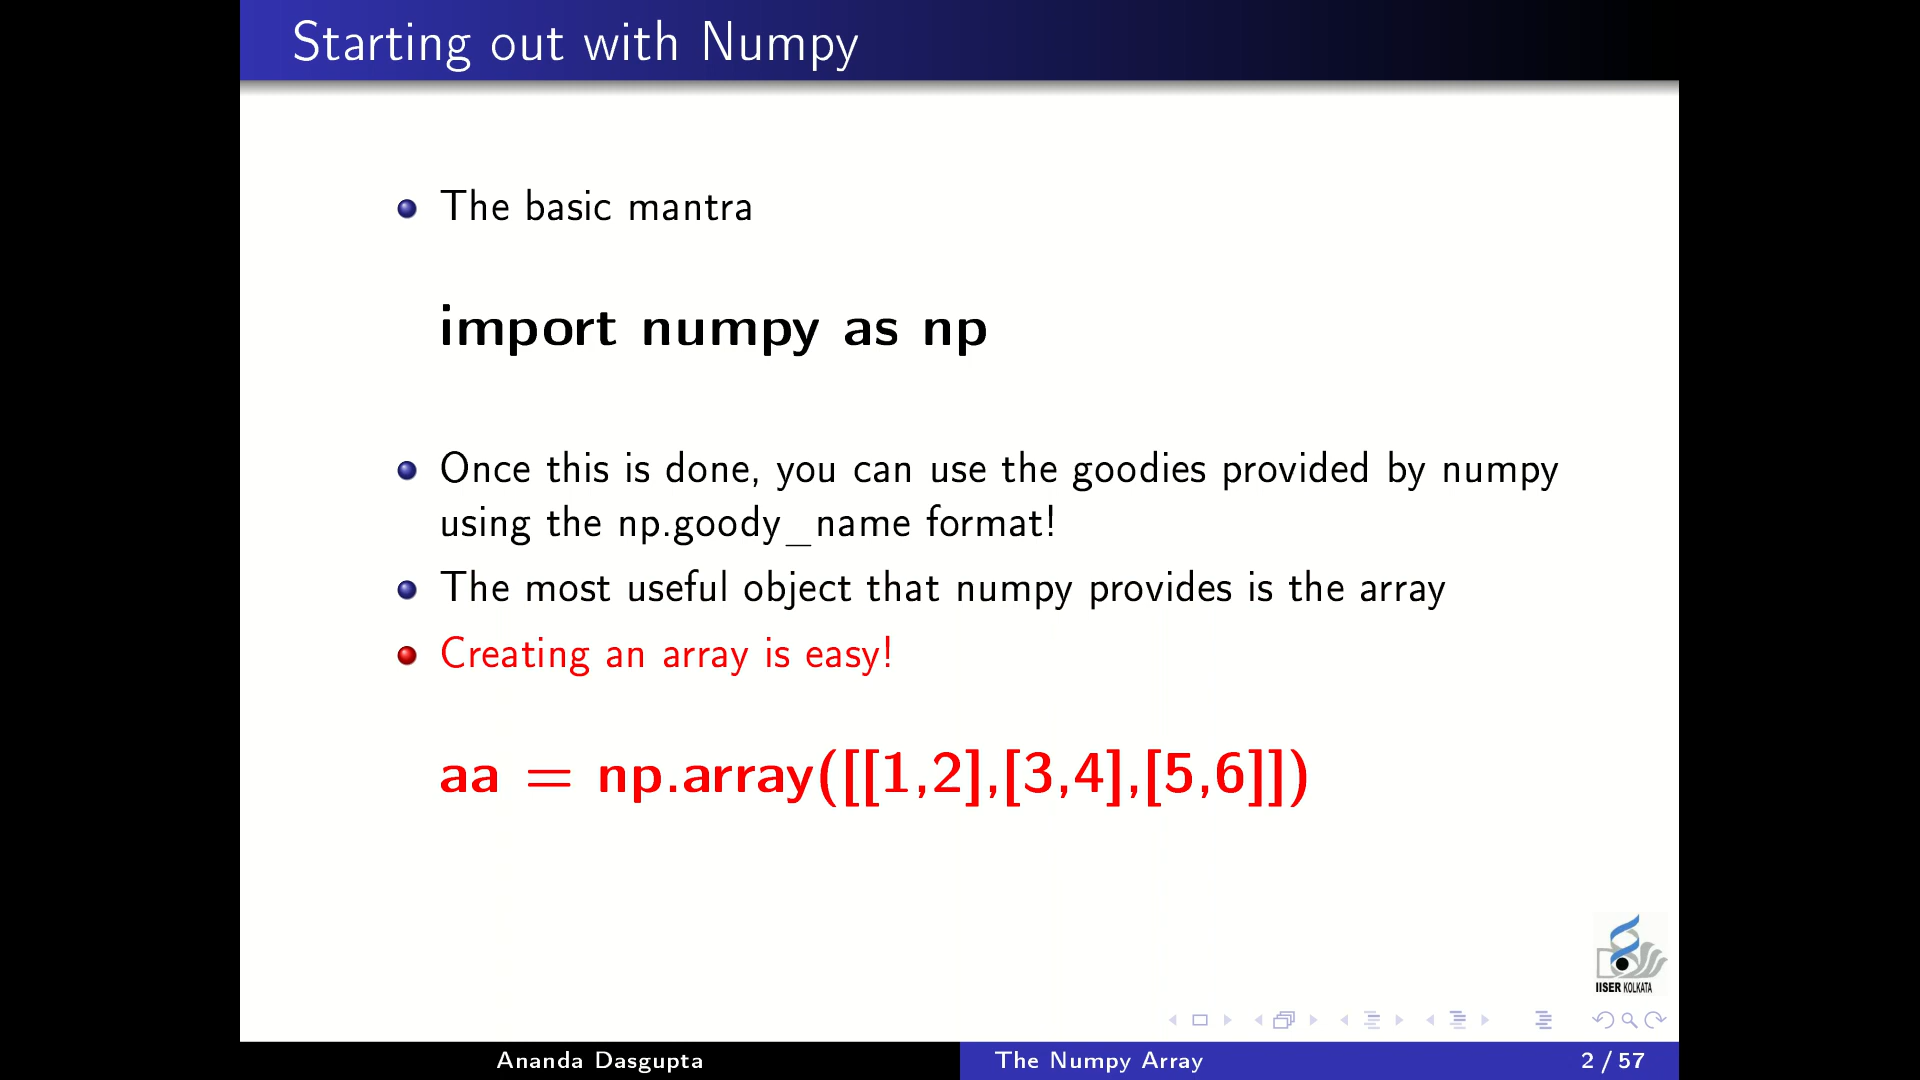 Starting out with Numpy
The basic mantra
import numpy as np
Once this is done, you can use the goodies provided by numpy
using the np.goody_name format!
The most useful object that numpy provides is the array
Creating an array is easy!
aa = np.array([[1,2],[3,4],[5,6]])
IISER KOLKATA
Ananda Dasgupta
The Numpy Array
2 / 57